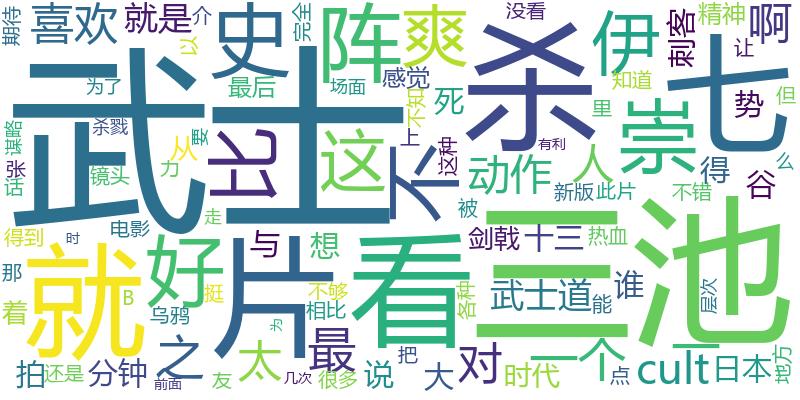 期待
喜欢
就是
介
史
完全
阵
爽
没看
伊
刺客
精神
啊
让
为了
以
最后
场面
感觉
不知
死
里
知道
势
但
武士
杀
七
杀戮
谋略
话
张
镜头
从
力
要
比
这
不
上
这种
有利
动作
人
崇
得
谷
么
得到
时
电影
走
与
想
被
新版
此片
不错
那
着
就
好
B
乌鸦
挺
片
不够
相比
看
各种
剑戟
十三
热血
武士道
能
谁
三池
层次
拍
还是
分钟
之
前面
友
太
为
几次
最
很多
说
把
大
对
时代
一个
点
cult
一
日本
地方